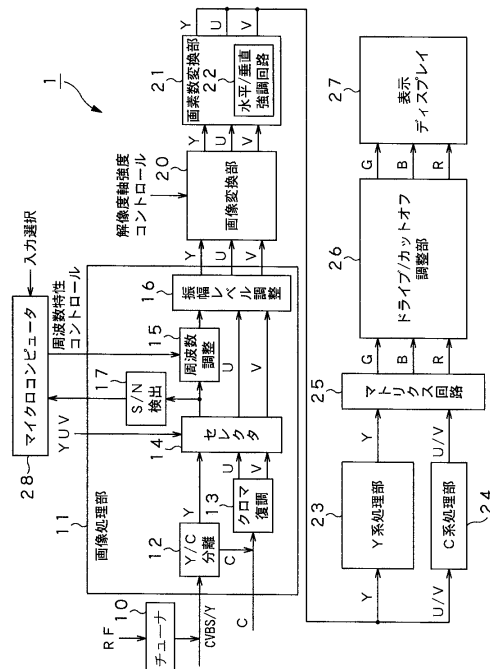 1
RF
チューナ
10
CVBS/Y
C
11
画像処理部
12
Y/C
分離
Y
C
13
クロマ
復調
U
V
YUV
14
セレクタ
17
S/N
検出
15
周波数
調整
U
V
16
振幅
レベル調整
Y
U
V
28
マイクロコンピュータ
入力選択
周波数特性
コントロール
解像度軸強度
コントロール
20
画像変換部
Y
U
V
21
画素数変換部
22
水平/垂直
強調回路
Y
U
V
Y
U/V
23
Y系処理部
24
C系処理部
Y
U/V
25
マトリクス回路
G
B
R
26
ドライブ/カットオフ
調整部
G
B
R
27
表示
ディスプレイ